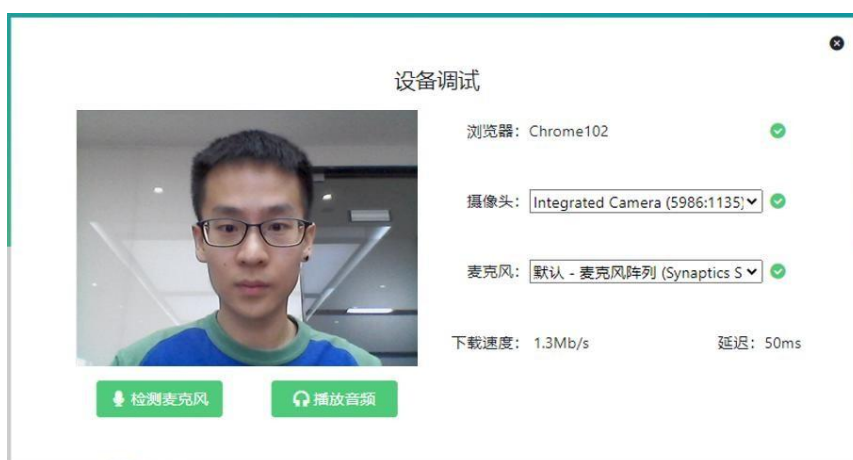 设备调试
浏览器： Chrome102
摄像头： Integrated Camera (5986:1135)
麦克风： 默认 - 麦克风阵列 (Synaptics S
下载速度： 1.3Mb/s 延迟：50ms
检测麦克风 播放音频